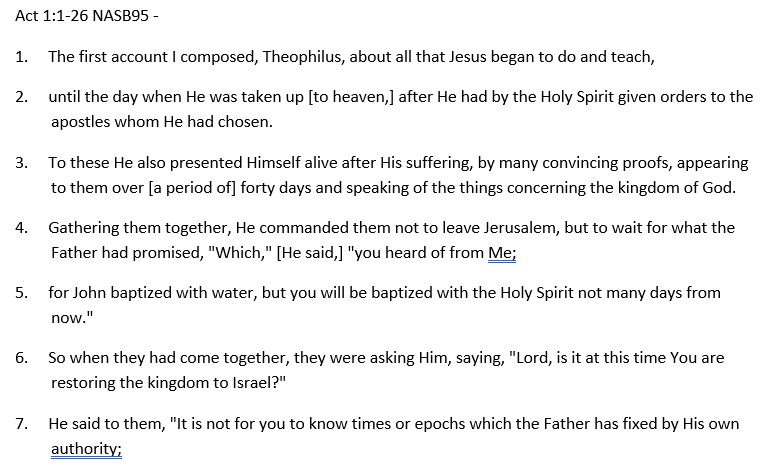 Act 1:1-26 NASB95 -
1. The first account I composed, Theophilus, about all that Jesus began to do and teach,
2. until the day when He was taken up [to heaven,] after He had by the Holy Spirit given orders to the
apostles whom He had chosen.
3. To these He also presented Himself alive after His suffering, by many convincing proofs, appearing
to them over [a period of] forty days and speaking of the things concerning the kingdom of God.
4. Gathering them together, He commanded them not to leave Jerusalem, but to wait for what the
Father had promised, "Which," [He said,] "you heard of from Me;
5. for John baptized with water, but you will be baptized with the Holy Spirit not many days from
now."
6. So when they had come together, they were asking Him, saying, "Lord, is it at this time You are
restoring the kingdom to Israel?"
7. He said to them, "It is not for you to know times or epochs which the Father has fixed by His own
authority;